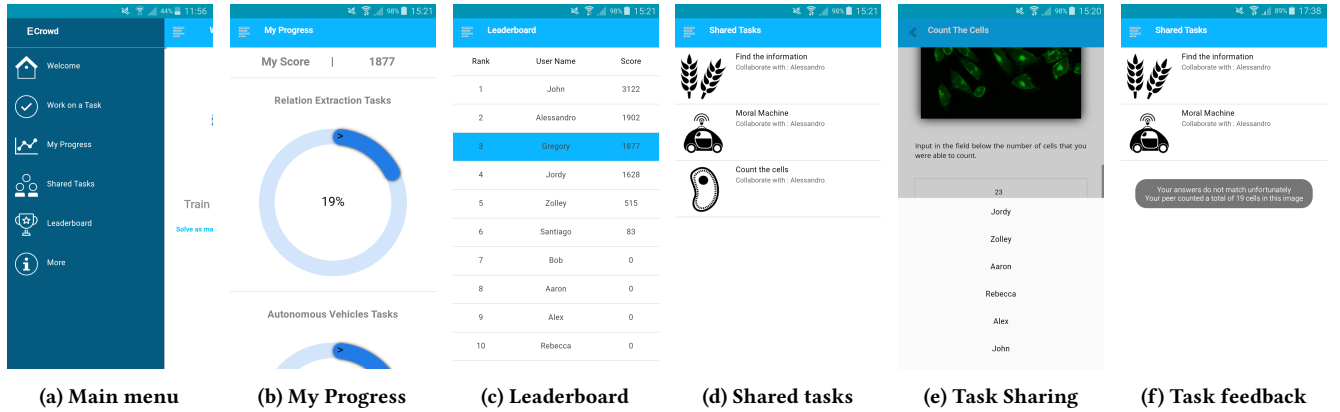 44% 11:56
ECrowd
Welcome
Work on a Task
My Progress
Shared Tasks
Leaderboard
More
Train
Solve as ma
(a) Main menu
98% 15:21
My Progress
My Score | 1877
Relation Extraction Tasks
>
19%
Autonomous Vehicles Tasks
>
(b) My Progress
98% 15:21
Leaderboard
Rank User Name Score
1 John 3122
2 Alessandro 1902
3 Gregory 1877
4 Jordy 1628
5 Zolley 515
6 Santiago 83
7 Bob 0
8 Aaron 0
9 Alex 0
10 Rebecca 0
(c) Leaderboard
98% 15:21
Shared Tasks
Find the information
Collaborate with : Alessandro
Moral Machine
Collaborate with : Alessandro
Count the cells
Collaborate with : Alessandro
(d) Shared tasks
98% 15:20
Count The Cells
Input in the field below the number of cells that you
were able to count.
23
Jordy
Zolley
Aaron
Rebecca
Alex
John
(e) Task Sharing
89% 17:38
Shared Tasks
Find the information
Collaborate with : Alessandro
Moral Machine
Collaborate with : Alessandro
Your answers do not match unfortunately
Your peer counted a total of 19 cells in this image
(f) Task feedback